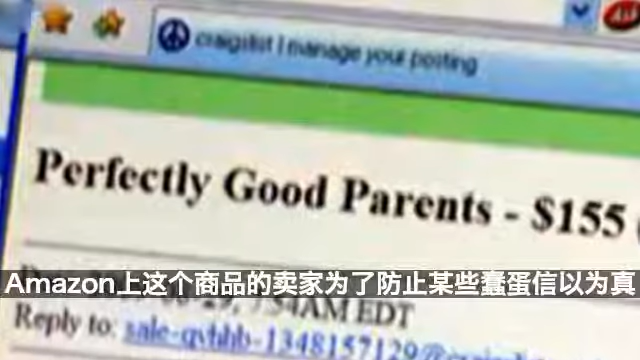 craigslist | manage your posting
Perfectly Good Parents - $155
Amazon上这个商品的卖家为了防止某些蠢蛋信以为真
AM EDT
Reply to: sale-qvhhb-1348157129@